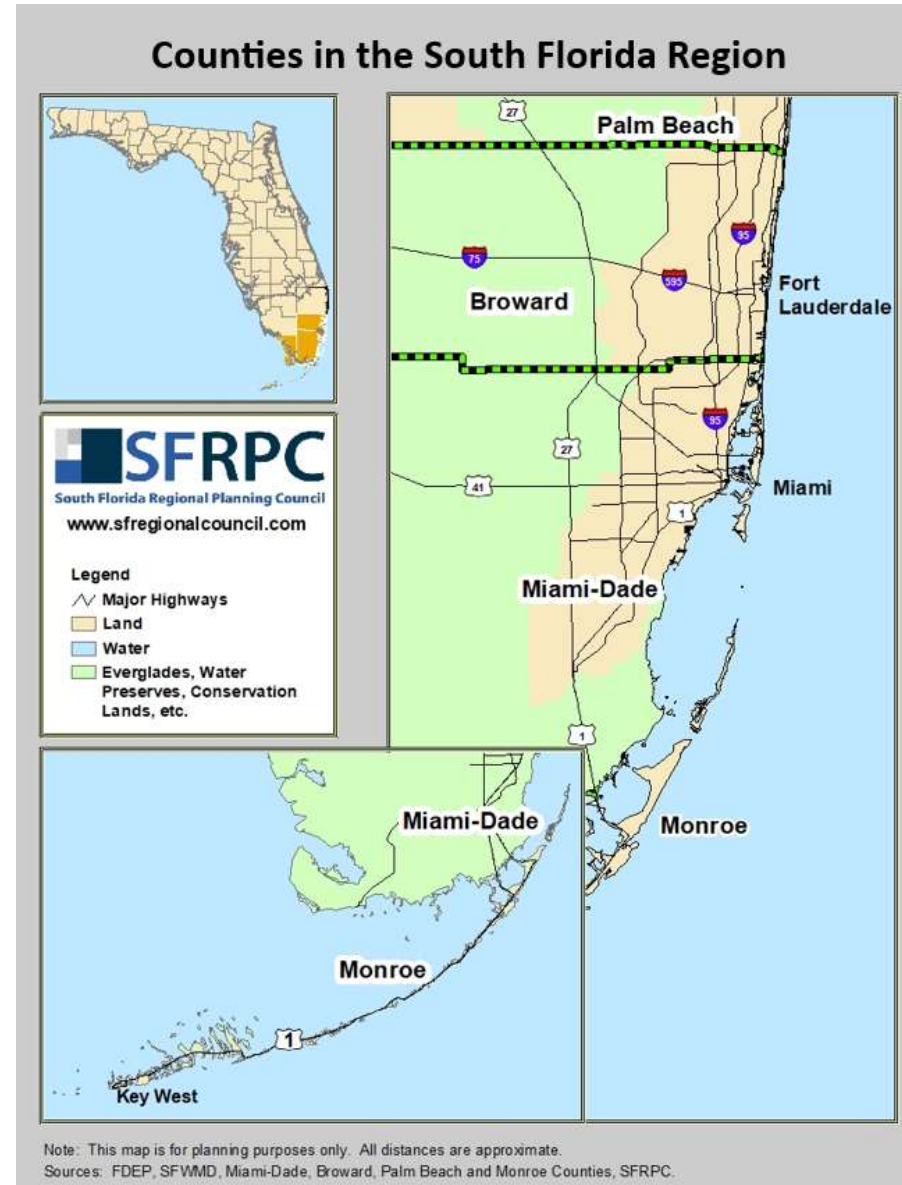 Counties in the South Florida Region
27
Palm Beach
95
75
595
Broward
Fort
Lauderdale
95
27
41
Miami
1
Miami-Dade
1
Monroe
SFRPC
South Florida Regional Planning Council
www.sfregionalcouncil.com
Legend
Major Highways
Land
Water
Everglades, Water
Preserves, Conservation
Lands, etc.
Miami-Dade
Monroe
1
Key West
Note: This map is for planning purposes only. All distances are approximate.
Sources: FDEP, SFWMD, Miami-Dade, Broward, Palm Beach and Monroe Counties, SFRPC.